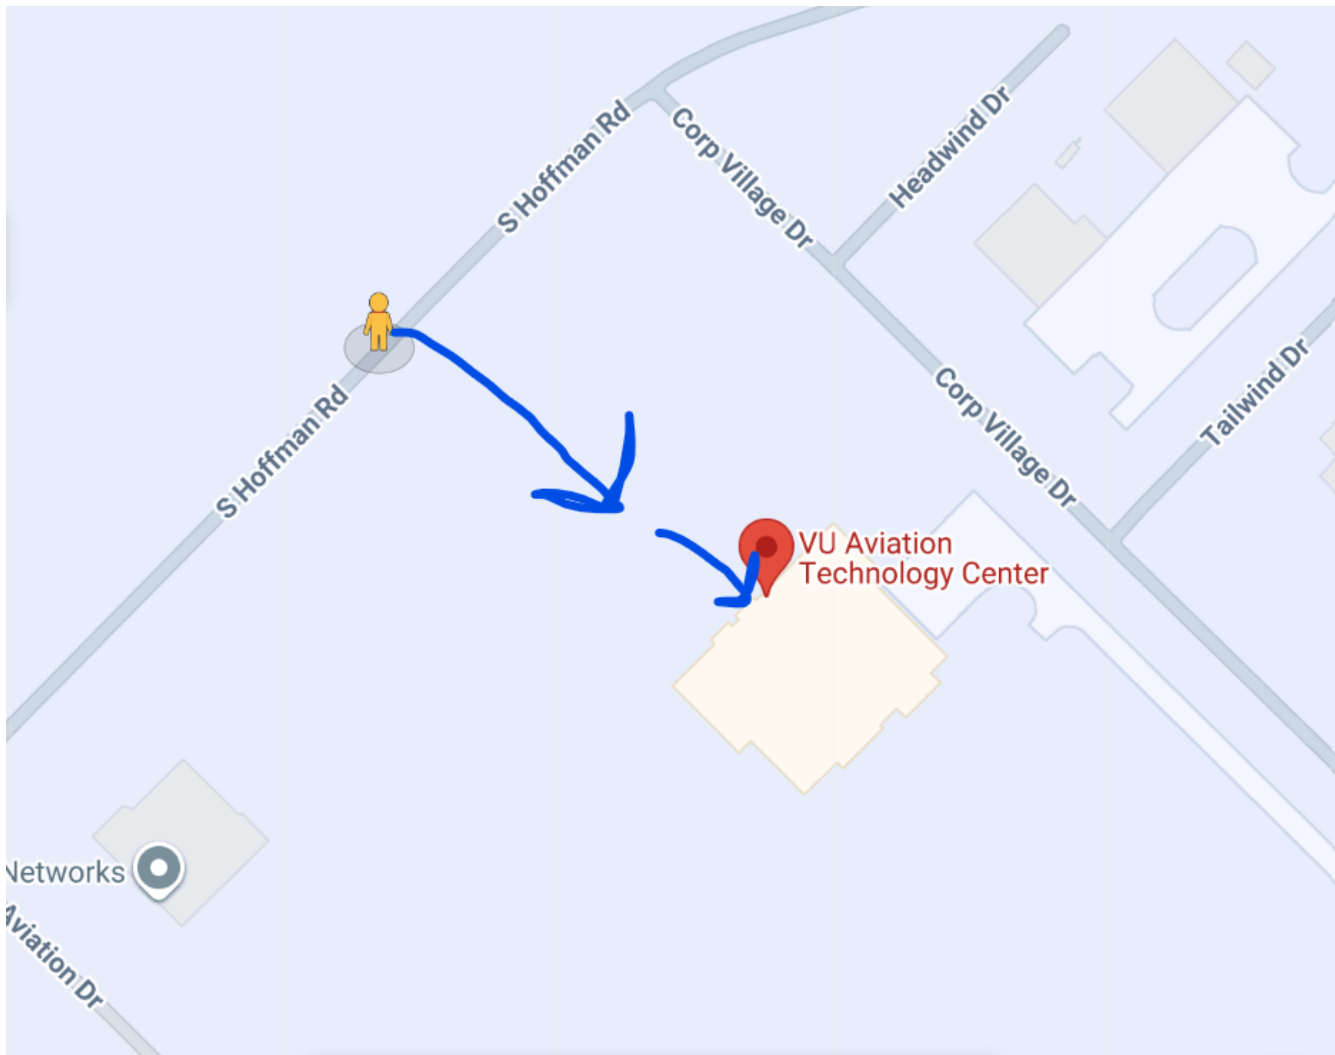 S Hoffman Rd
Corp Village Dr
Headwind Dr
S Hoffman Rd
Corp Village Dr
Tailwind Dr
VU Aviation
Technology Center
Networks
Aviation Dr